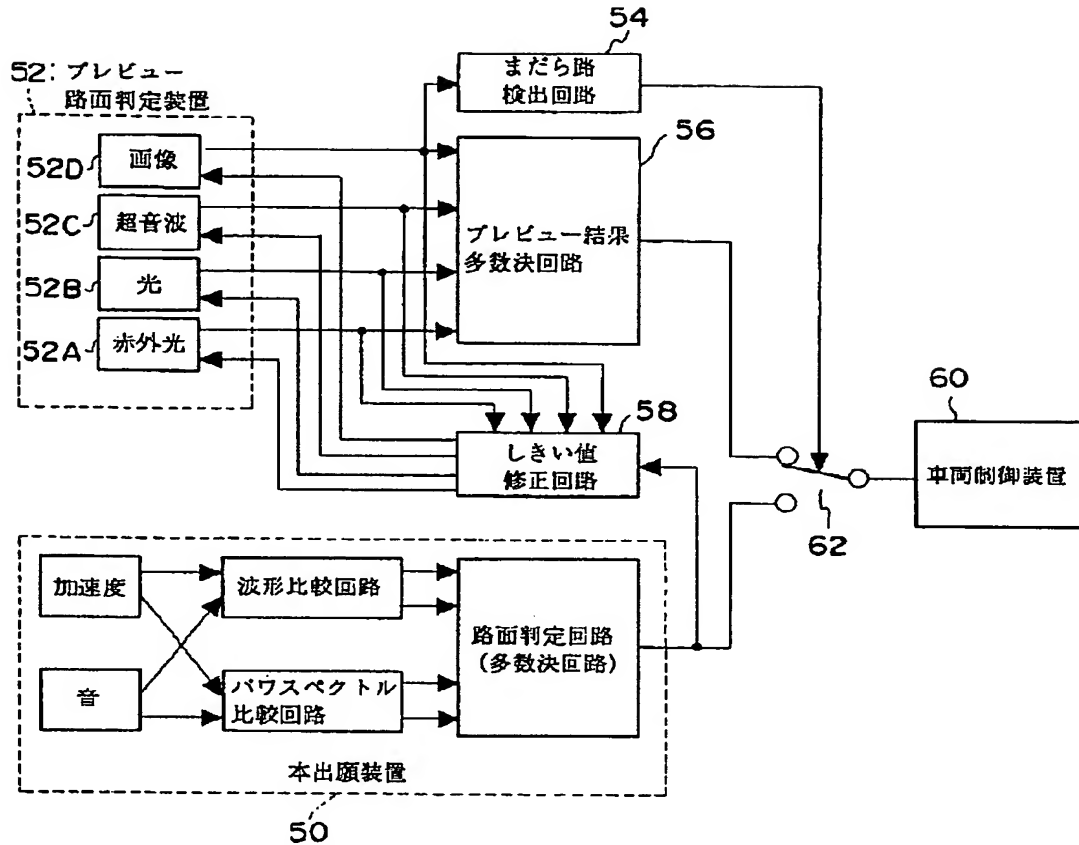 54
52:プレビュー
路面判定装置
まだら路
検出回路
56
52D
画像
52C
超音波
プレビュー結果
多数決回路
52B
光
52A
赤外光
58
しきい値
修正回路
60
車両制御装置
62
加速度
波形比較回路
路面判定回路
(多数決回路)
音
パワスペクトル
比較回路
本出願装置
50